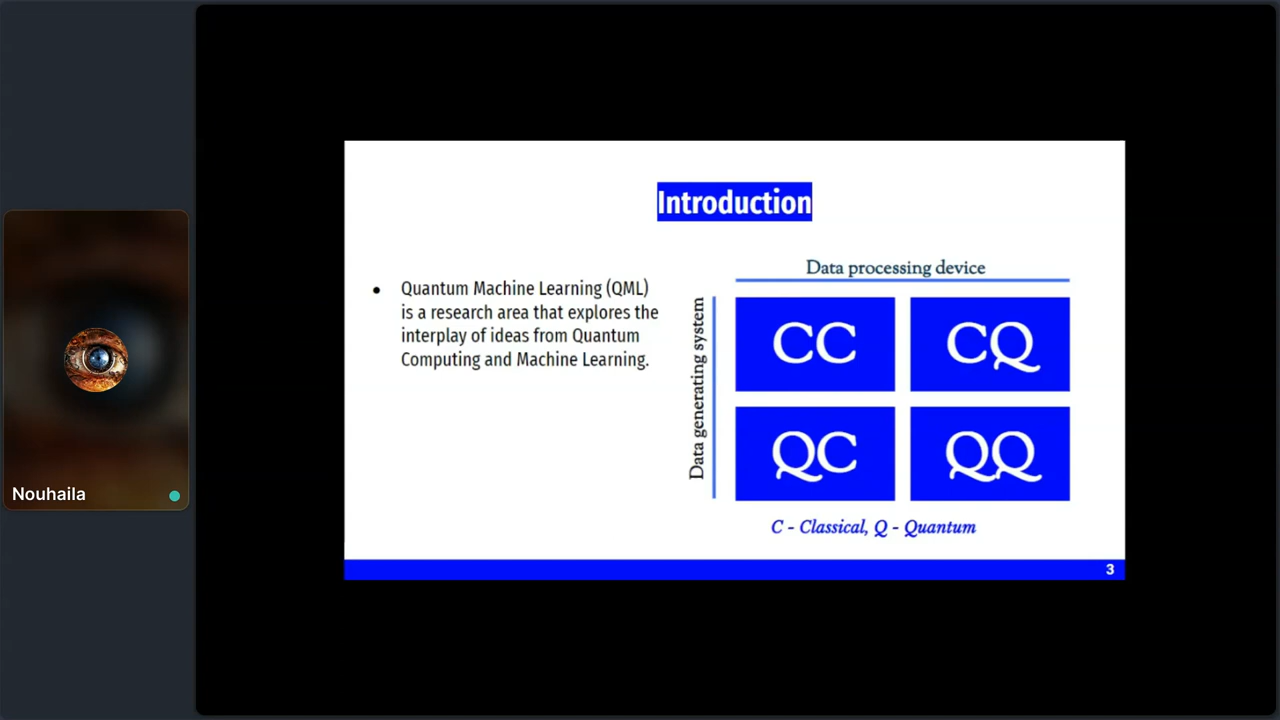 Nouhaila
Introduction
● Quantum Machine Learning (QML)
is a research area that explores the
interplay of ideas from Quantum
Computing and Machine Learning.
Data processing device
Data generating system
CC
CQ
QC
QQ
C - Classical, Q - Quantum
3